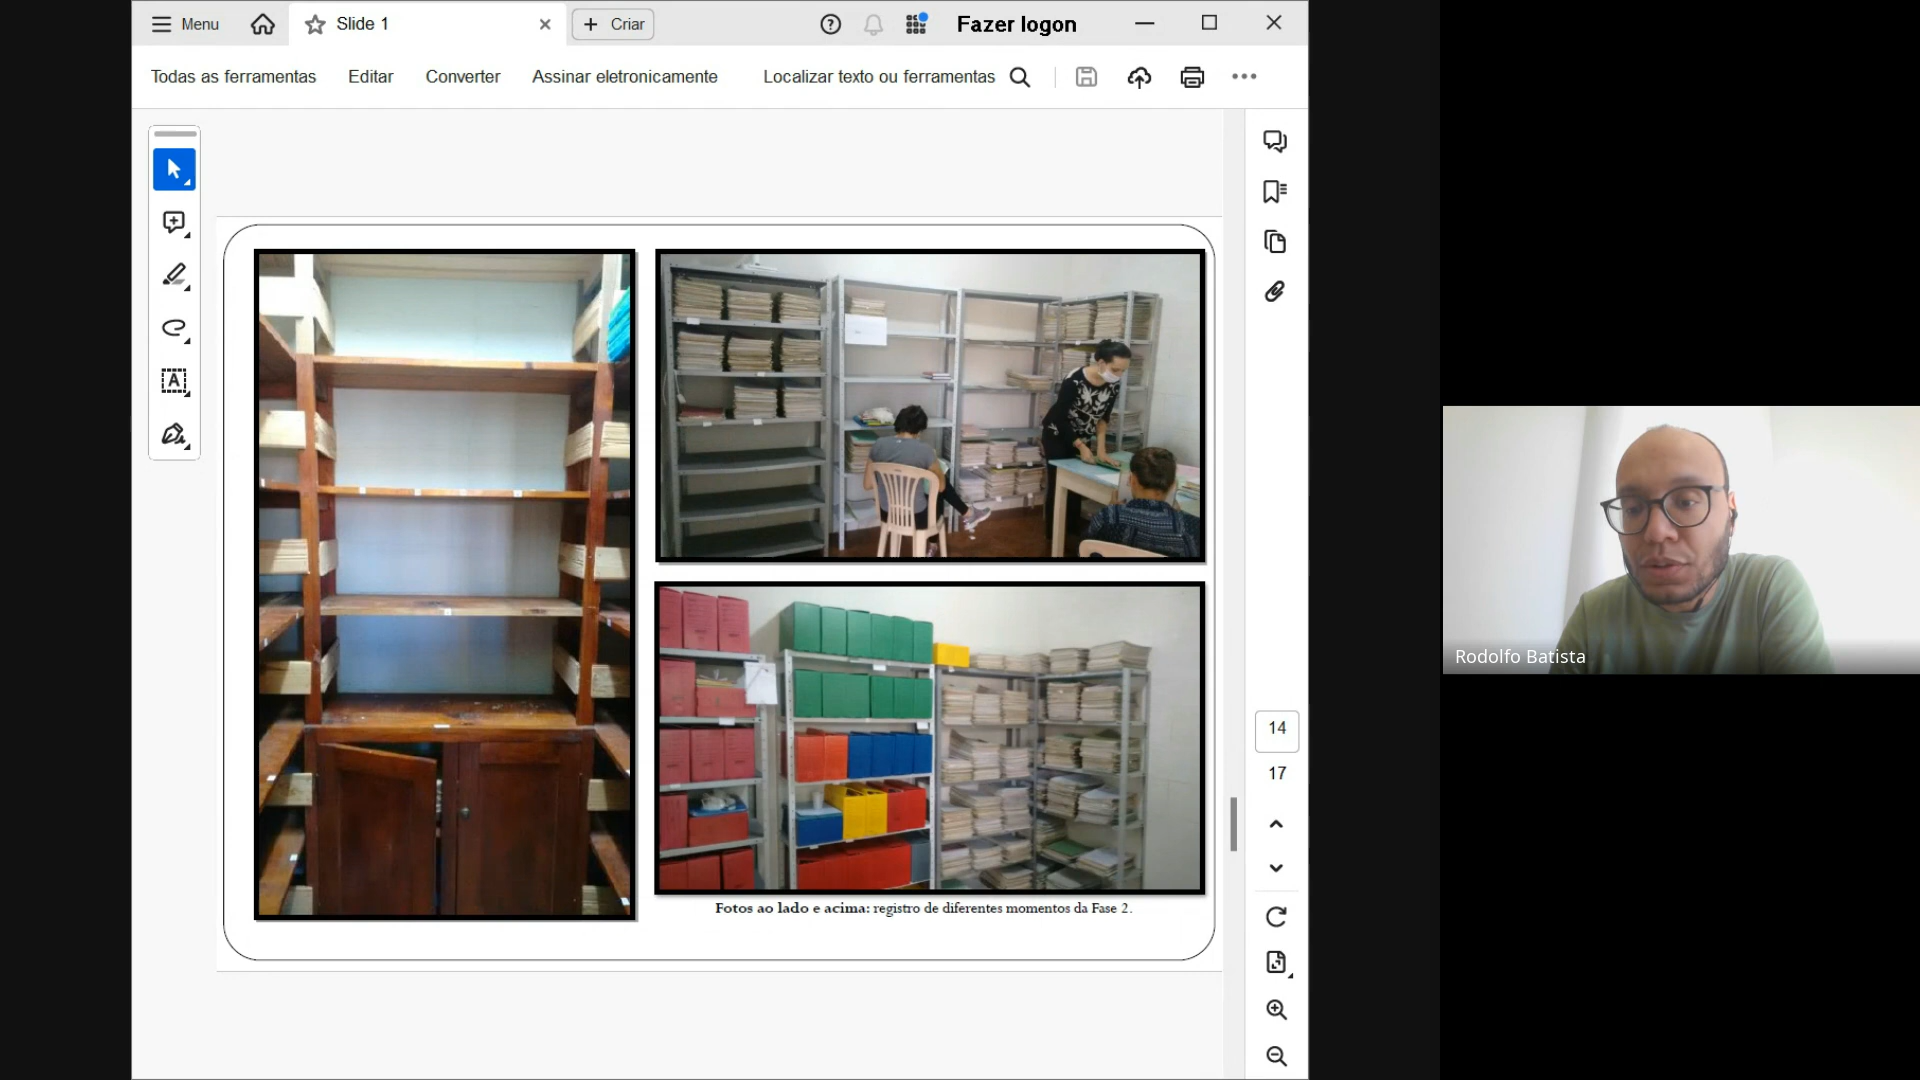 Menu
Slide 1
Criar
Fazer logon
Todas as ferramentas
Editar
Converter
Assinar eletronicamente
Localizar texto ou ferramentas
Fotos ao lado e acima: registro de diferentes momentos da Fase 2.
14
17
Rodolfo Batista